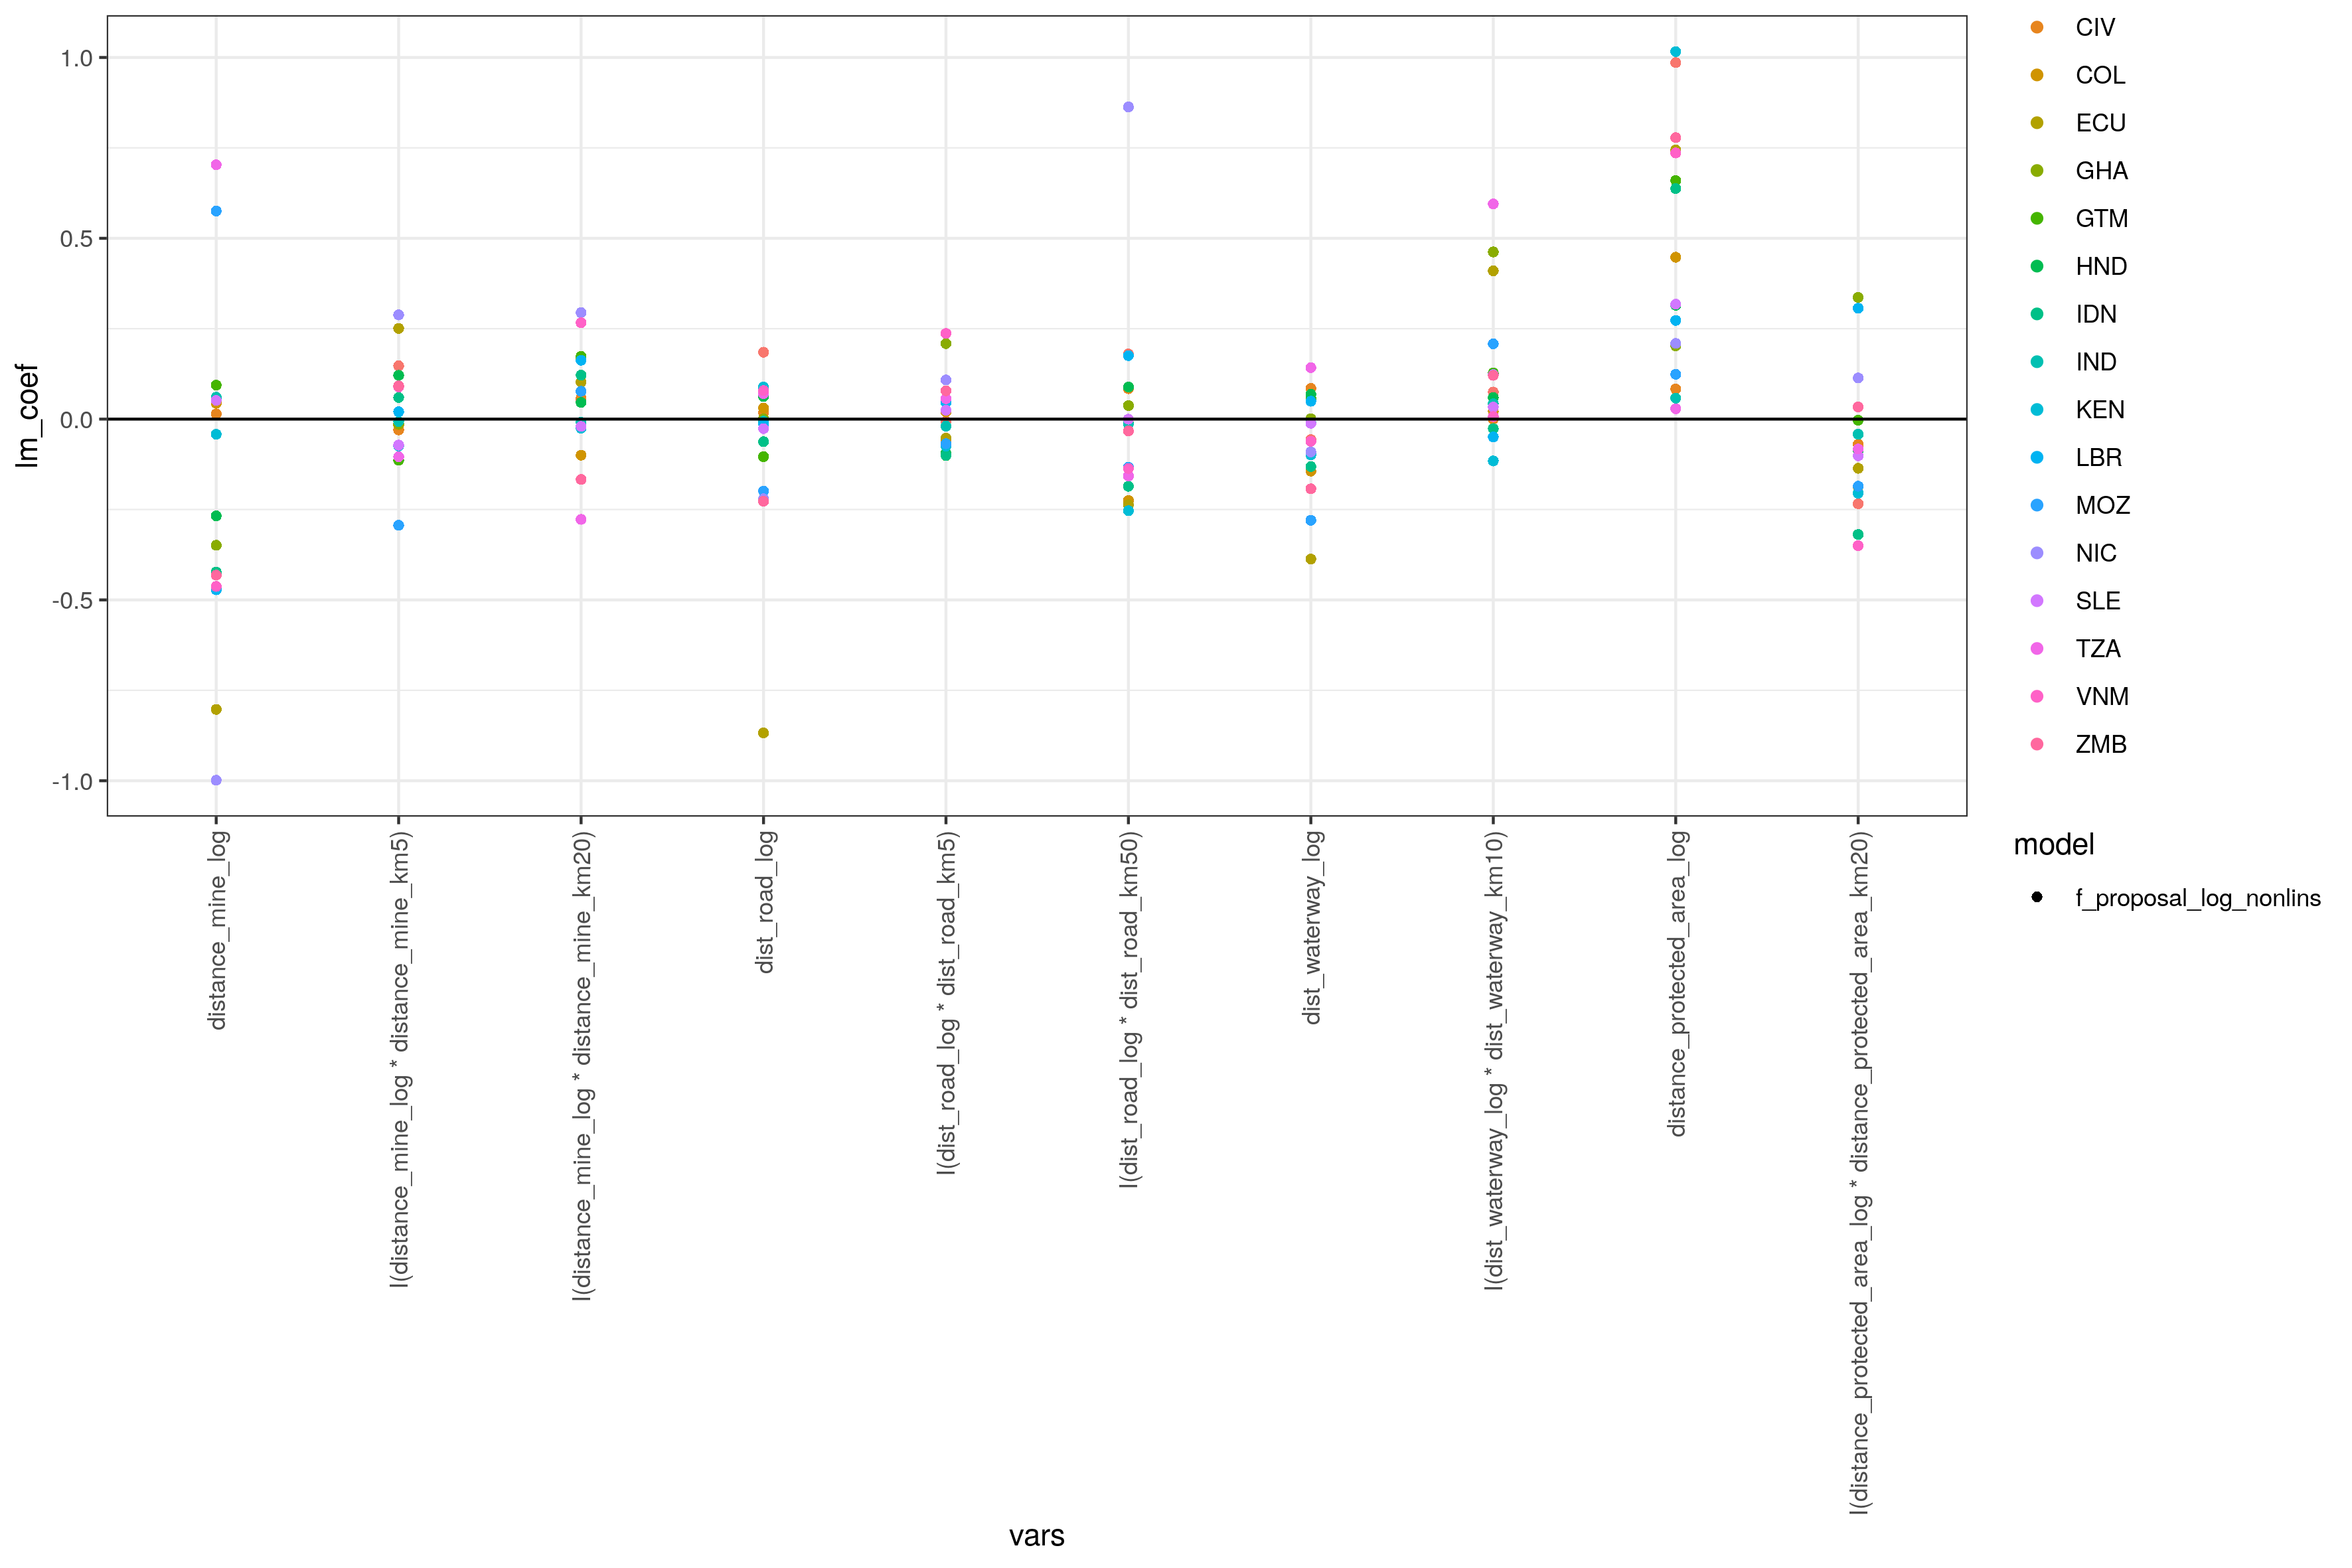 lm_coef
1.0
0.5
0.0
-0.5
-1.0
distance_mine_log
I(distance_mine_log * distance_mine_km5)
I(distance_mine_log * distance_mine_km20)
dist_road_log
I(dist_road_log * dist_road_km5)
I(dist_road_log * dist_road_km50)
dist_waterway_log
I(dist_waterway_log * dist_waterway_km10)
distance_protected_area_log
I(distance_protected_area_log * distance_protected_area_km20)
vars
CIV
COL
ECU
GHA
GTM
HND
IDN
IND
KEN
LBR
MOZ
NIC
SLE
TZA
VNM
ZMB
model
f_proposal_log_nonlins